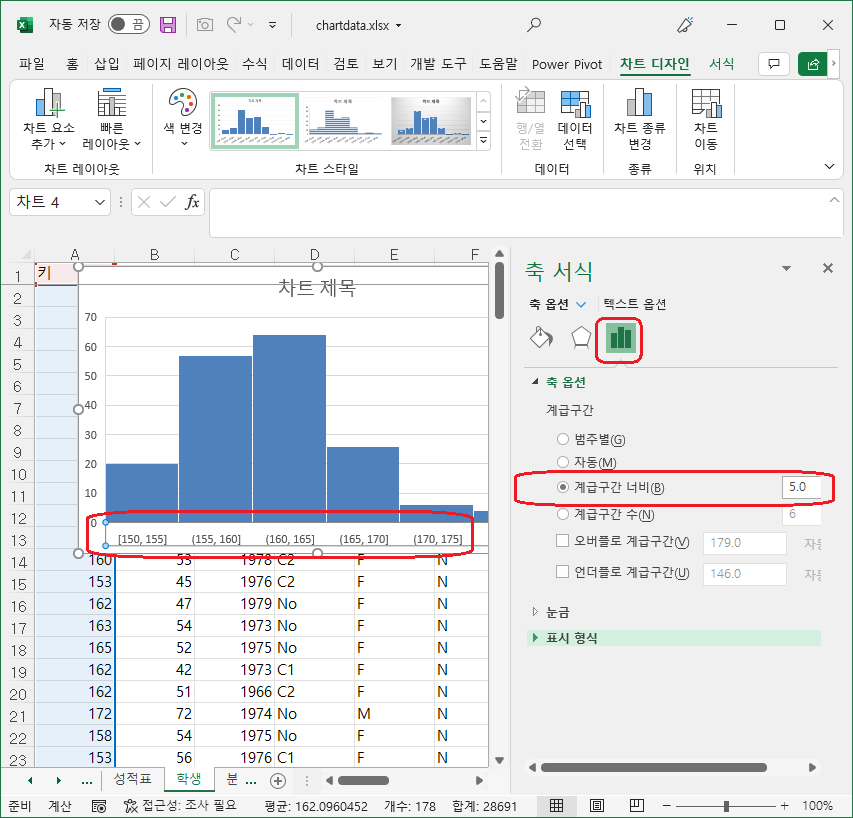 자동 저장 끔 chartdata.xlsx
파일 홈 삽입 페이지 레이아웃 수식 데이터 검토 보기 개발 도구 도움말 Power Pivot 차트 디자인 서식
차트 요소 추가
빠른 레이아웃
차트 레이아웃
색 변경
차트 스타일
행/열 전환
데이터 선택
데이터
차트 종류 변경
종류
차트 이동
위치
차트 4
fx
A B C D E F
1 키
2
3
4
5
6
7
8
9
10
11
12
13
차트 제목
70
60
50
40
30
20
10
0
[150, 155] (155, 160] (160, 165] (165, 170] (170, 175]
14 160 53 1978 C2 F N
15 153 45 1976 C2 F N
16 162 47 1979 No F N
17 163 54 1973 No F N
18 165 52 1975 No F N
19 162 42 1973 C1 F N
20 162 51 1966 C2 F N
21 172 72 1974 No M N
22 158 54 1975 No F N
23 153 56 1976 C1 F N
축 서식
축 옵션 텍스트 옵션
축 옵션
계급구간
범주별(G)
자동(M)
계급구간 너비(B) 5.0
계급구간 수(N) 6
오버플로 계급구간(V) 179.0 자동
언더플로 계급구간(U) 146.0 자동
눈금
표시 형식
... 성적표 학생 분 ...
준비 계산 접근성: 조사 필요 평균: 162.0960452 개수: 178 합계: 28691 100%